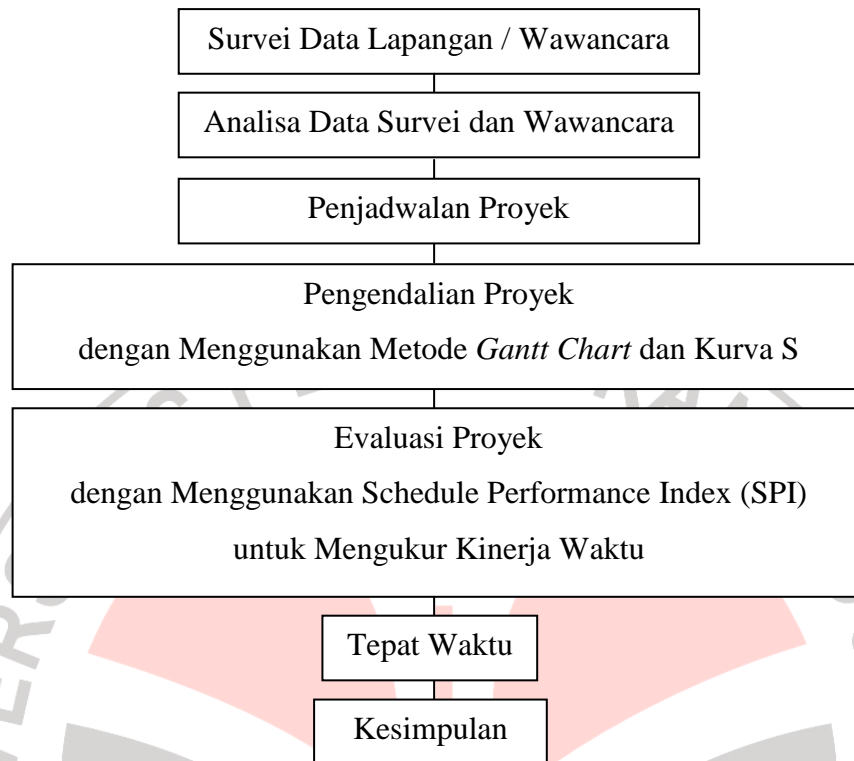 Survei Data Lapangan / Wawancara
Analisa Data Survei dan Wawancara
Penjadwalan Proyek
Pengendalian Proyek
dengan Menggunakan Metode Gantt Chart dan Kurva S
Evaluasi Proyek
dengan Menggunakan Schedule Performance Index (SPI)
untuk Mengukur Kinerja Waktu
Tepat Waktu
Kesimpulan